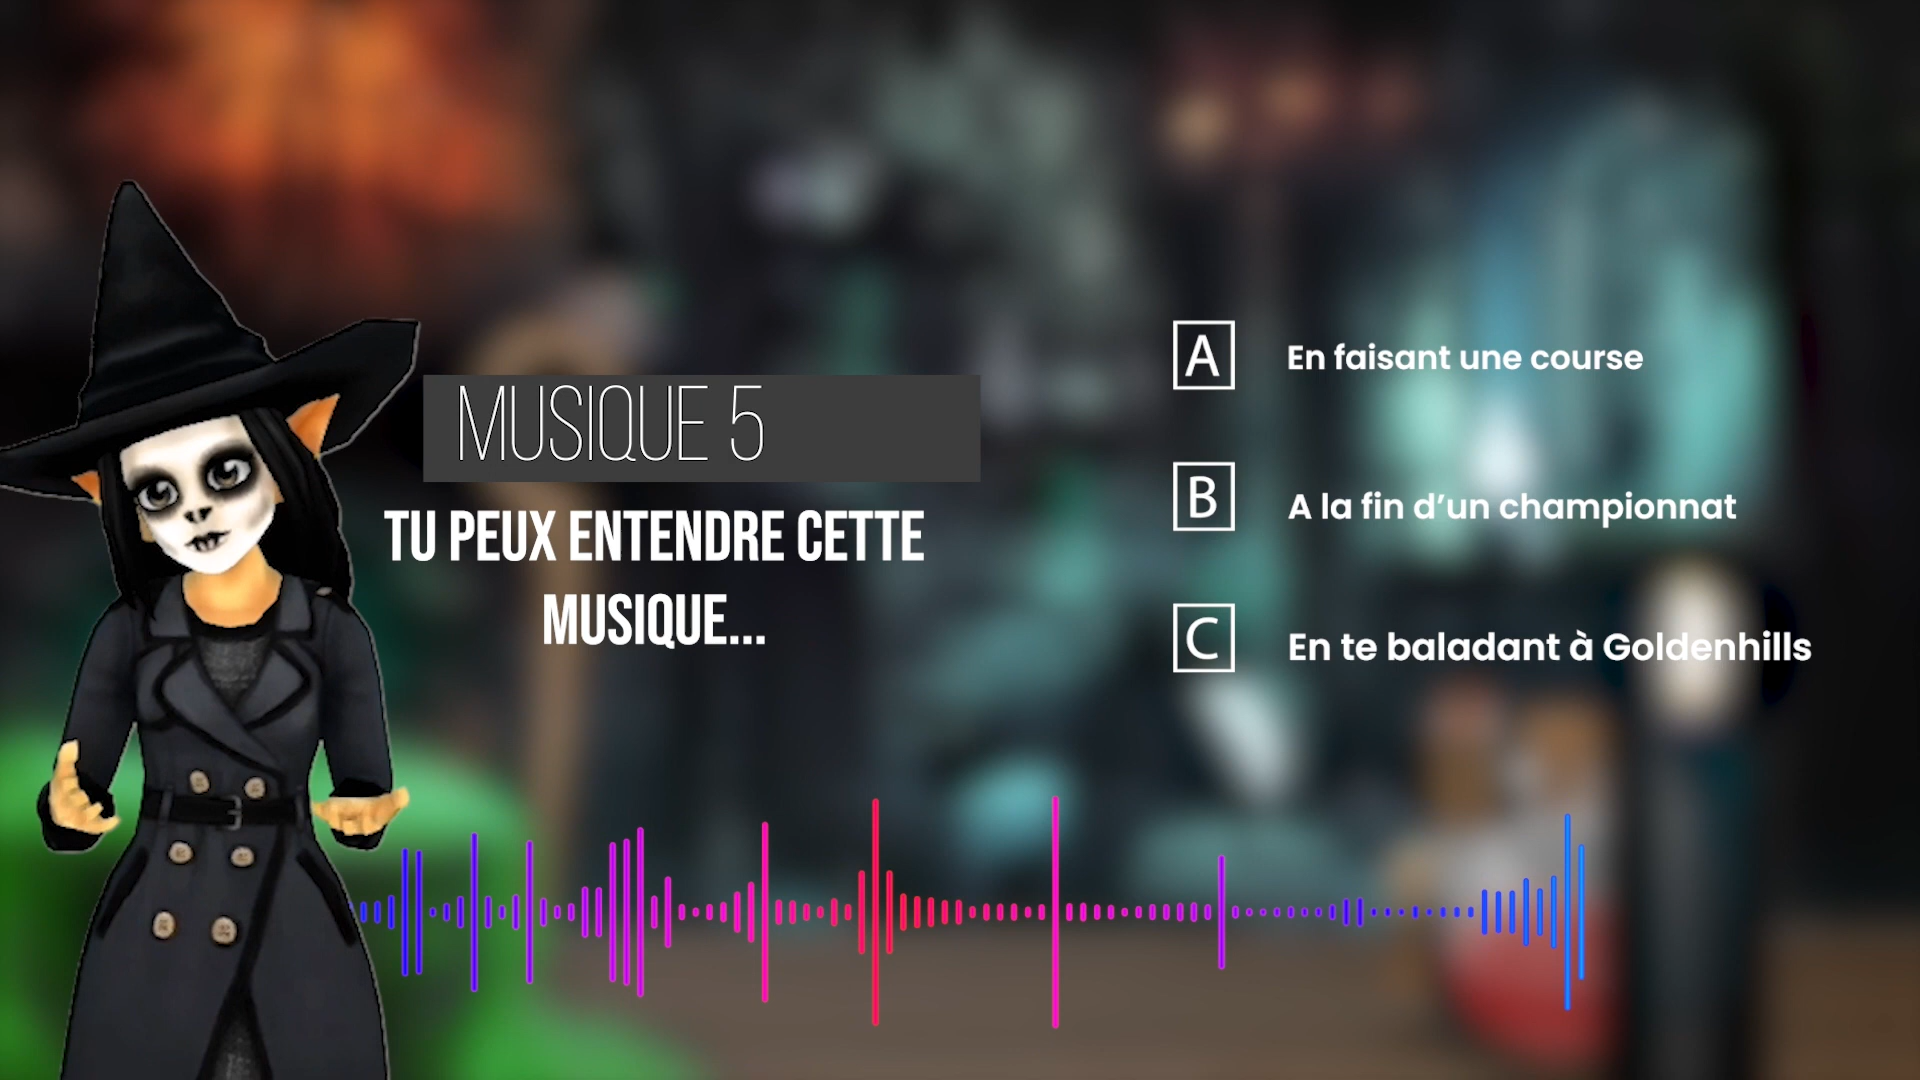 MUSIQUE 5
TU PEUX ENTENDRE CETTE
MUSIQUE...
A En faisant une course
B A la fin d’un championnat
C En te baladant à Goldenhills